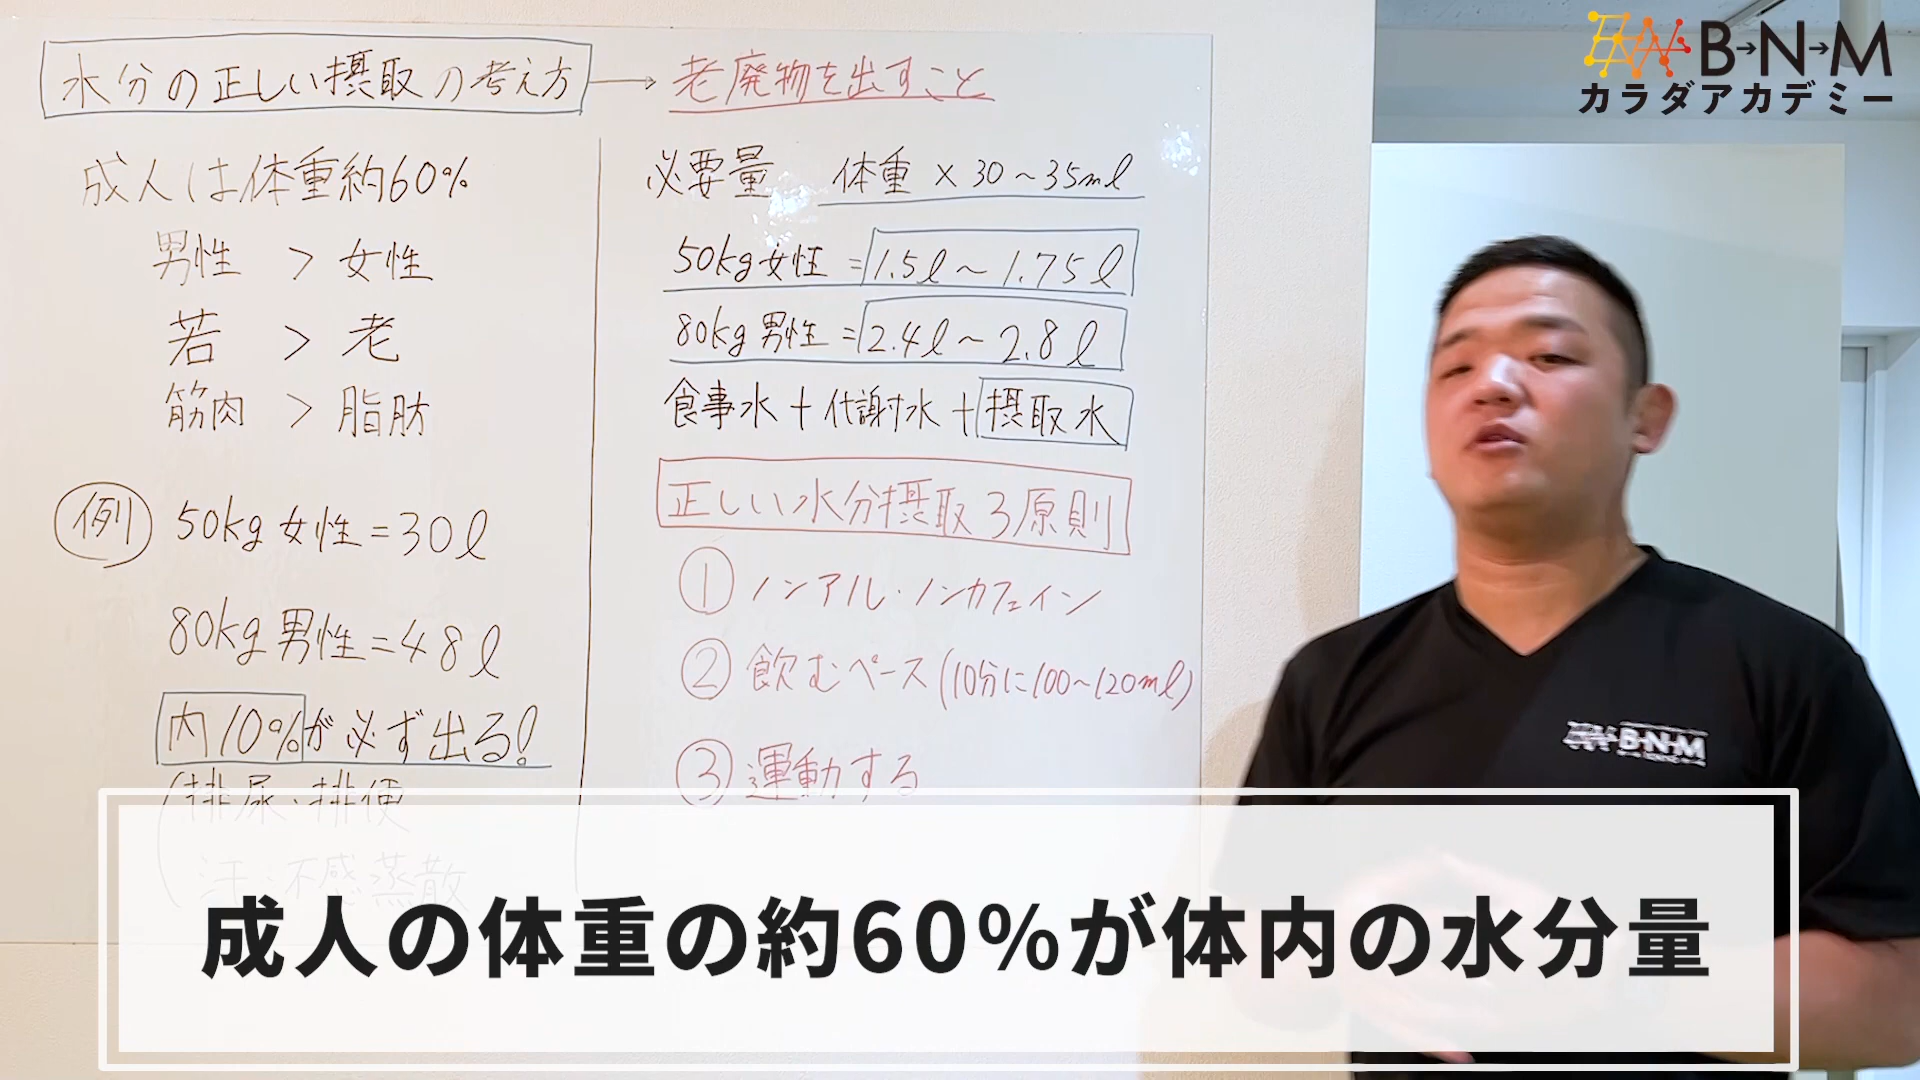 水分の正しい摂取の考え方 → 老廃物を出すこと
成人は体重約60%
男性 > 女性
若 > 老
筋肉 > 脂肪
例 50kg女性=30ℓ
80kg男性=48ℓ
内10%が必ず出る!
(排尿・排便
汗・不感蒸散
必要量 体重×30~35ml
50kg女性=1.5ℓ~1.75ℓ
80kg男性=2.4ℓ~2.8ℓ
食事水+代謝水+摂取水
正しい水分摂取3原則
① ノンアル・ノンカフェイン
② 飲むペース(10分に100~120ml)
③ 運動する
B→N→M
カラダアカデミー
B-N-M
成人の体重の約60%が体内の水分量